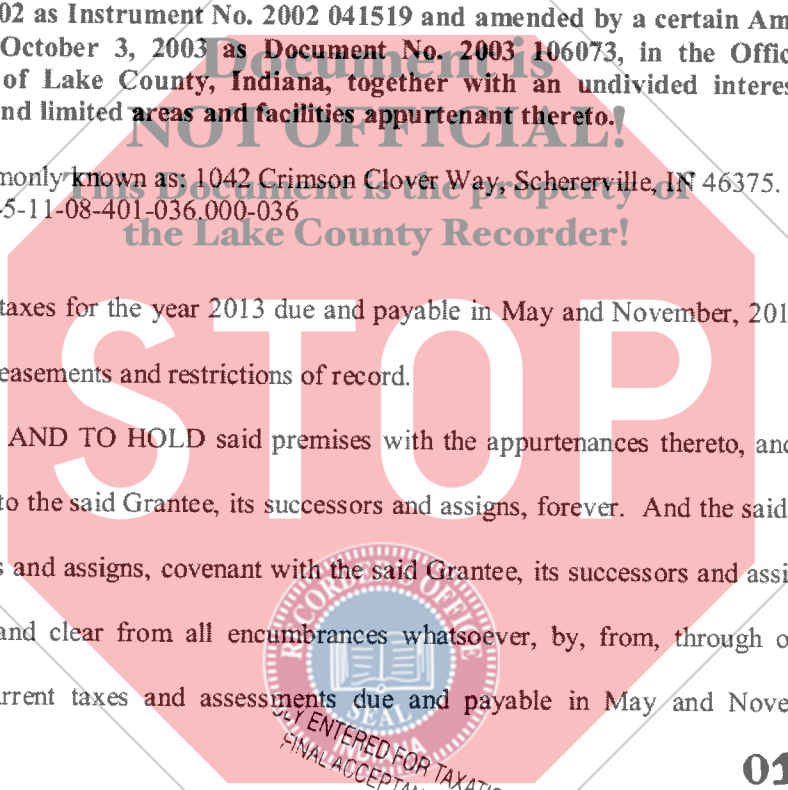 02 as Instrument No. 2002 041519 and amended by a certain Am
October 3, 2003 as Document No. 2003 106073, in the Offic
of Lake County, Indiana, together with an undivided interes
nd limited areas and facilities appurtenant thereto.
Document is
NOT OFFICIAL!
This Document is the property of
the Lake County Recorder!
monly known as: 1042 Crimson Clover Way, Schererville, IN 46375.
5-11-08-401-036.000-036
taxes for the year 2013 due and payable in May and November, 201
easements and restrictions of record.
STOP
AND TO HOLD said premises with the appurtenances thereto, and
to the said Grantee, its successors and assigns, forever. And the said
s and assigns, covenant with the said Grantee, its successors and assi
and clear from all encumbrances whatsoever, by, from, through o
rrent taxes and assessments due and payable in May and Nove
RECORDER'S OFFICE
SEAL
INDIANA
LY ENTERED FOR TAXATIO
FINAL ACCEPTAN
01